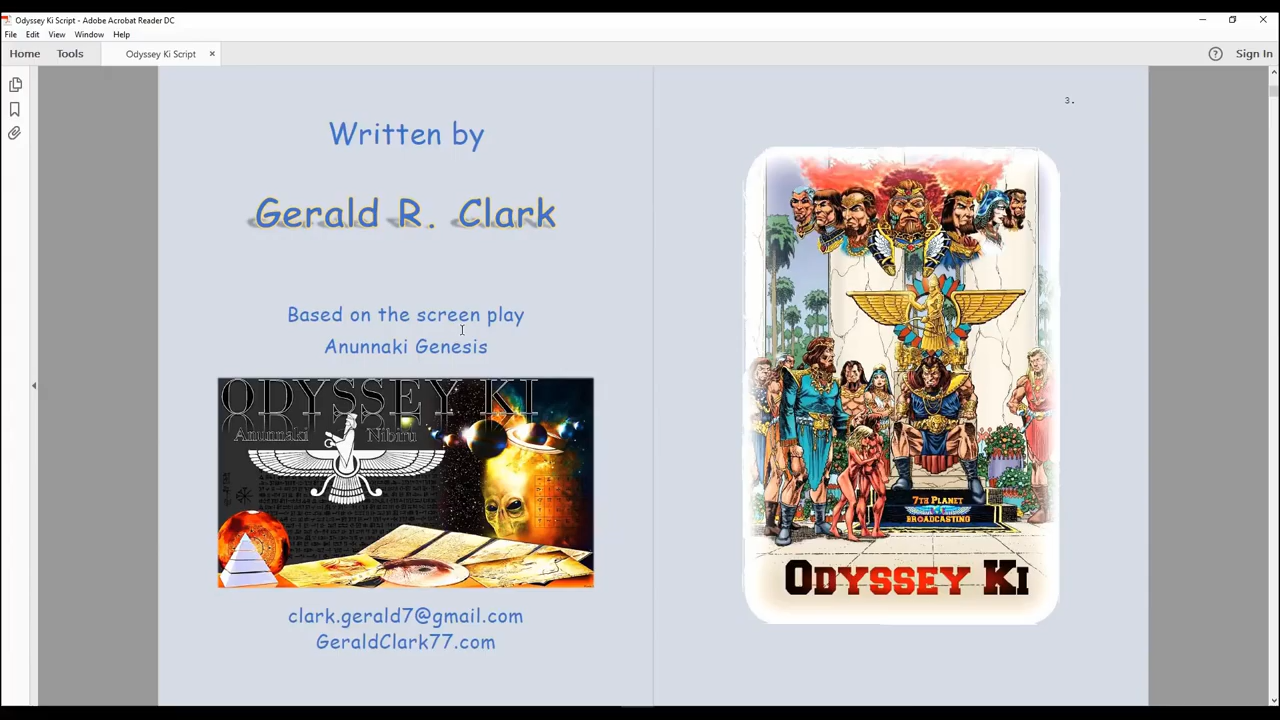 Odyssey Ki Script - Adobe Acrobat Reader DC
File Edit View Window Help
Home Tools Odyssey Ki Script × ? Sign In
Written by
Gerald R. Clark
Based on the screen play
Anunnaki Genesis
ODYSSEY KI
Anunnaki Nibiru
clark.gerald7@gmail.com
GeraldClark77.com
3.
7TH PLANET
BROADCASTING
ODYSSEY KI